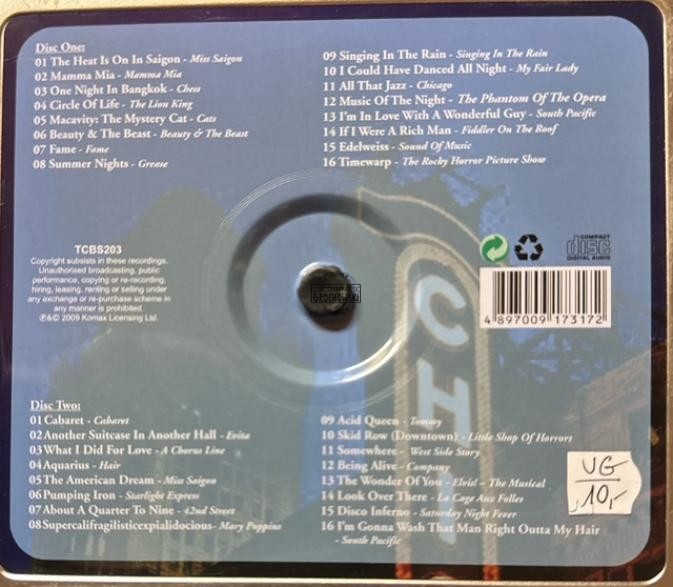 Disc One:
01 The Heat Is On In Saigon - Miss Saigon
02 Mamma Mia - Mamma Mia
03 One Night In Bangkok - Chess
04 Circle Of Life - The Lion King
05 Macavity: The Mystery Cat - Cats
06 Beauty & The Beast - Beauty & The Beast
07 Fame - Fame
08 Summer Nights - Grease
09 Singing In The Rain - Singing In The Rain
10 I Could Have Danced All Night - My Fair Lady
11 All That Jazz - Chicago
12 Music Of The Night - The Phantom Of The Opera
13 I'm In Love With A Wonderful Guy - South Pacific
14 If I Were A Rich Man - Fiddler On The Roof
15 Edelweiss - Sound Of Music
16 Timewarp - The Rocky Horror Picture Show
TCBS203
Copyright subsists in these recordings.
Unauthorised broadcasting, public
performance, copying or re-recording,
hiring, leasing, renting or selling under
any exchange or re-purchase scheme in
any manner is prohibited.
℗&© 2009 Komax Licensing Ltd.
COMPACT
disc
DIGITAL AUDIO
4 897009 173172
CH
Disc Two:
01 Cabaret - Cabaret
02 Another Suitcase In Another Hall - Evita
03 What I Did For Love - A Chorus Line
04 Aquarius - Hair
05 The American Dream - Miss Saigon
06 Pumping Iron - Starlight Express
07 About A Quarter To Nine - 42nd Street
08 Supercalifragilisticexpialidocious - Mary Poppins
09 Acid Queen - Tommy
10 Skid Row (Downtown) - Little Shop Of Horrors
11 Somewhere - West Side Story
12 Being Alive - Company
13 The Wonder Of You - Elvis! - The Musical
14 Look Over There - La Cage Aux Folles
15 Disco Inferno - Saturday Night Fever
16 I'm Gonna Wash That Man Right Outta My Hair
- South Pacific
VG
10,-